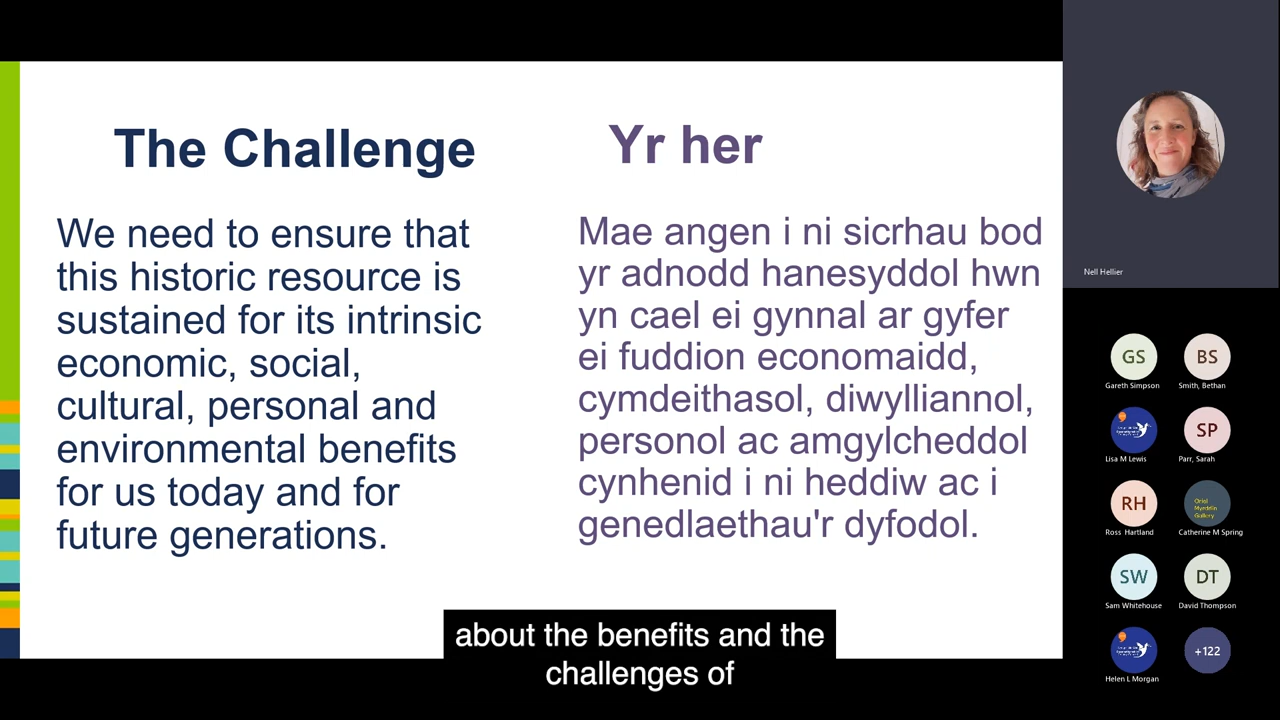 The Challenge
We need to ensure that
this historic resource is
sustained for its intrinsic
economic, social,
cultural, personal and
environmental benefits
for us today and for
future generations.
Yr her
Mae angen i ni sicrhau bod
yr adnodd hanesyddol hwn
yn cael ei gynnal ar gyfer
ei fuddion economaidd,
cymdeithasol, diwylliannol,
personol ac amgylcheddol
cynhenid i ni heddiw ac i
genedlaethau'r dyfodol.
about the benefits and the
challenges of
Nell Hellier
GS
Gareth Simpson
BS
Smith, Bethan
Lisa M Lewis
SP
Parr, Sarah
RH
Ross Hartland
Oriel
Myrddin
Gallery
Catherine M Spring
SW
Sam Whitehouse
DT
David Thompson
Helen L Morgan
+122